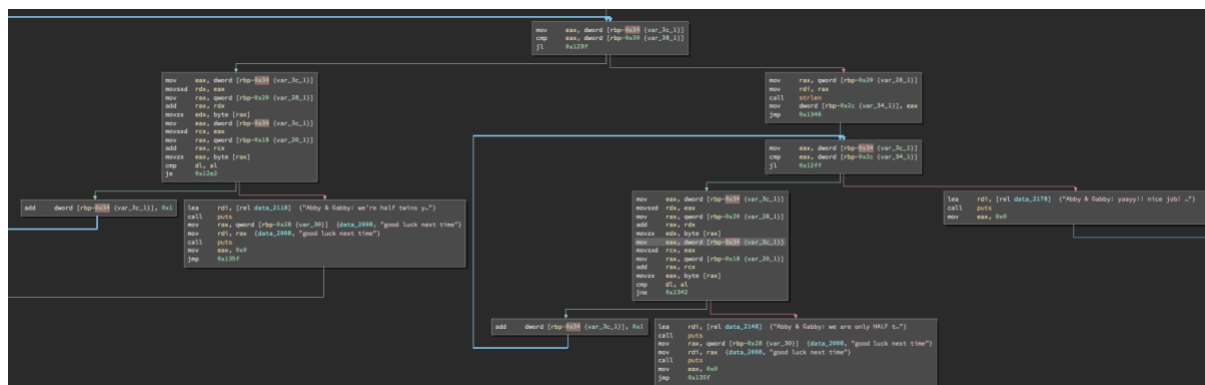 mov eax, dword [rbp-0x34 {var_3c_1}]
cmp eax, dword [rbp-0x30 {var_38_1}]
jl 0x129f
mov eax, dword [rbp-0x34 {var_3c_1}]
movsxd rdx, eax
mov rax, qword [rbp-0x20 {var_28_1}]
add rax, rdx
movzx edx, byte [rax]
mov eax, dword [rbp-0x34 {var_3c_1}]
movsxd rcx, eax
mov rax, qword [rbp-0x18 {var_20_1}]
add rax, rcx
movzx eax, byte [rax]
cmp dl, al
je 0x12e2
mov rax, qword [rbp-0x20 {var_28_1}]
mov rdi, rax
call strlen
mov dword [rbp-0x2c {var_34_1}], eax
jmp 0x1346
mov eax, dword [rbp-0x34 {var_3c_1}]
cmp eax, dword [rbp-0x2c {var_34_1}]
jl 0x12ff
add dword [rbp-0x34 {var_3c_1}], 0x1
lea rdi, [rel data_2118] {"Abby & Gabby: we're half twins y…"}
call puts
mov rax, qword [rbp-0x28 {var_30}] {data_2008, "good luck next time"}
mov rdi, rax {data_2008, "good luck next time"}
call puts
mov eax, 0x0
jmp 0x135f
mov eax, dword [rbp-0x34 {var_3c_1}]
movsxd rdx, eax
mov rax, qword [rbp-0x20 {var_28_1}]
add rax, rdx
movzx edx, byte [rax]
mov eax, dword [rbp-0x34 {var_3c_1}]
movsxd rcx, eax
mov rax, qword [rbp-0x18 {var_20_1}]
add rax, rcx
movzx eax, byte [rax]
cmp dl, al
jne 0x1342
lea rdi, [rel data_2170] {"Abby & Gabby: yaayy!! nice job! …"}
call puts
mov eax, 0x0
add dword [rbp-0x34 {var_3c_1}], 0x1
lea rdi, [rel data_2148] {"Abby & Gabby: we are only HALF t…"}
call puts
mov rax, qword [rbp-0x28 {var_30}] {data_2008, "good luck next time"}
mov rdi, rax {data_2008, "good luck next time"}
call puts
mov eax, 0x0
jmp 0x135f